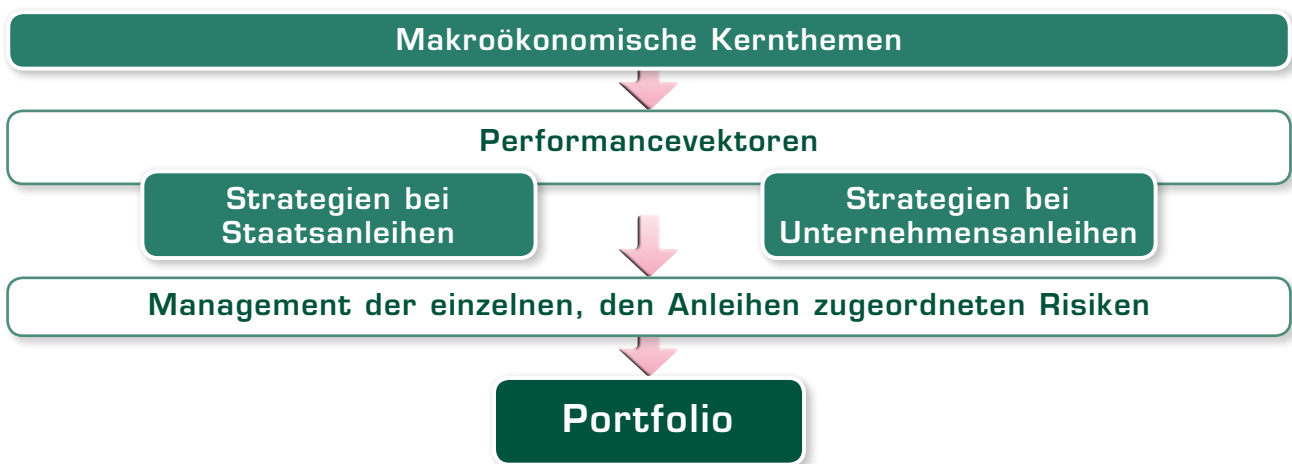 Makroökonomische Kernthemen
Performancevektoren
Strategien bei
Staatsanleihen
Strategien bei
Unternehmensanleihen
Management der einzelnen, den Anleihen zugeordneten Risiken
Portfolio